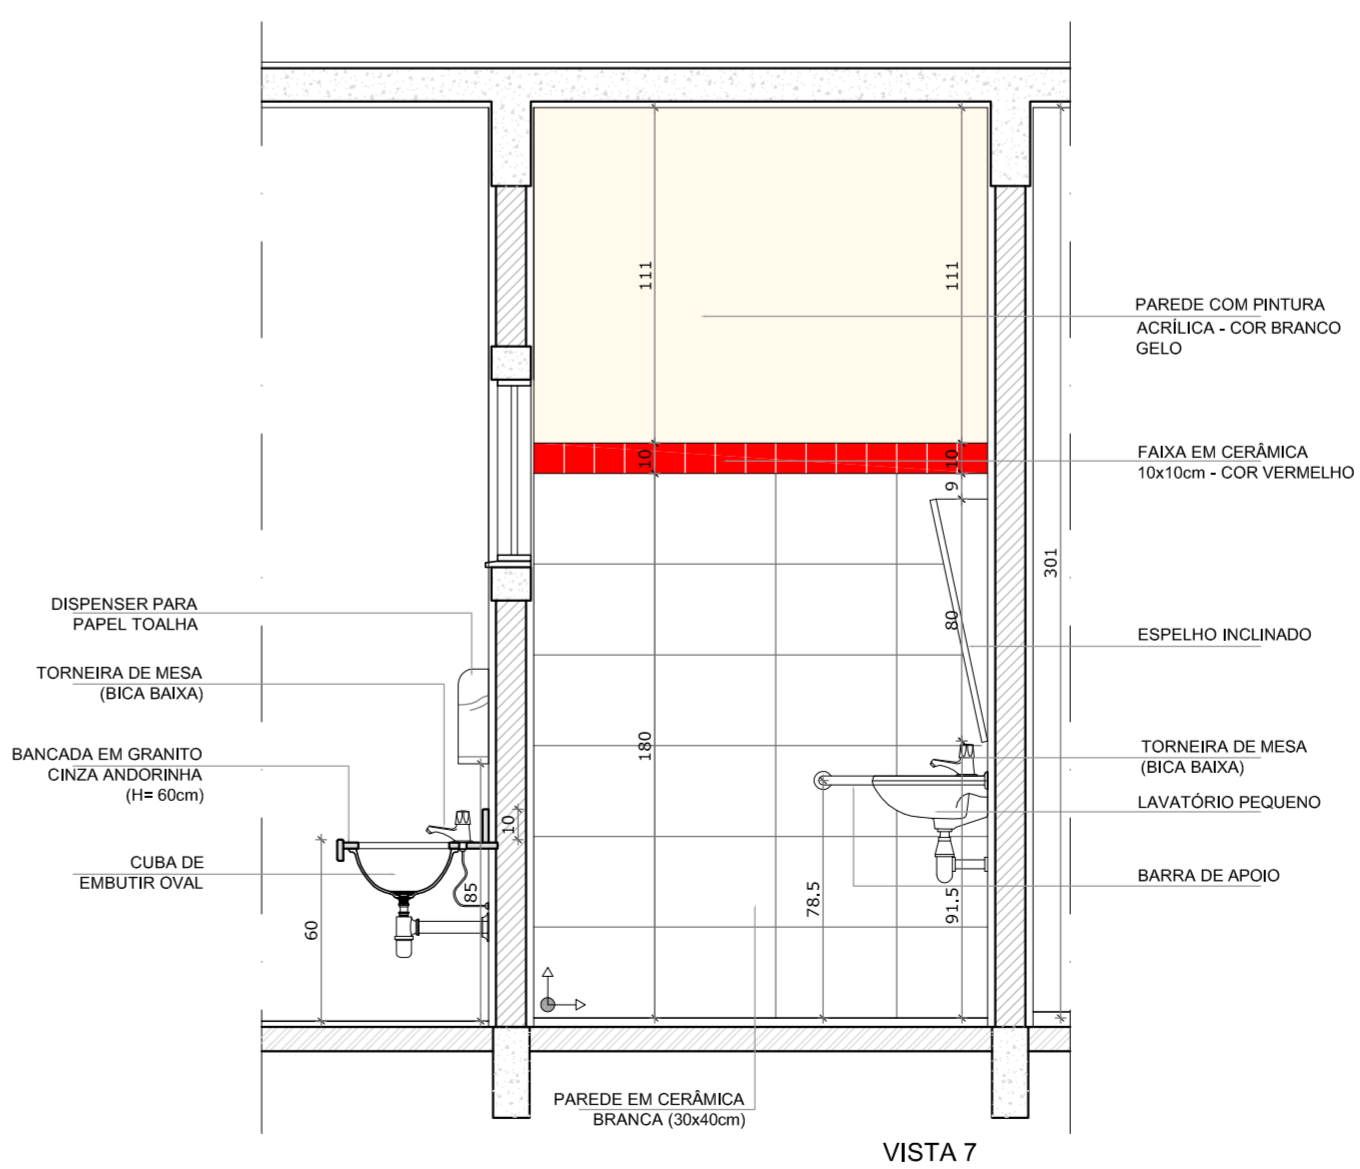 111
111
PAREDE COM PINTURA
ACRÍLICA - COR BRANCO
GELO
10
10
FAIXA EM CERÂMICA
10x10cm - COR VERMELHO
9
301
DISPENSER PARA
PAPEL TOALHA
80
ESPELHO INCLINADO
TORNEIRA DE MESA
(BICA BAIXA)
180
TORNEIRA DE MESA
(BICA BAIXA)
BANCADA EM GRANITO
CINZA ANDORINHA
(H= 60cm)
LAVATÓRIO PEQUENO
10
CUBA DE
EMBUTIR OVAL
85
BARRA DE APOIO
60
78.5
91.5
PAREDE EM CERÂMICA
BRANCA (30x40cm)
VISTA 7